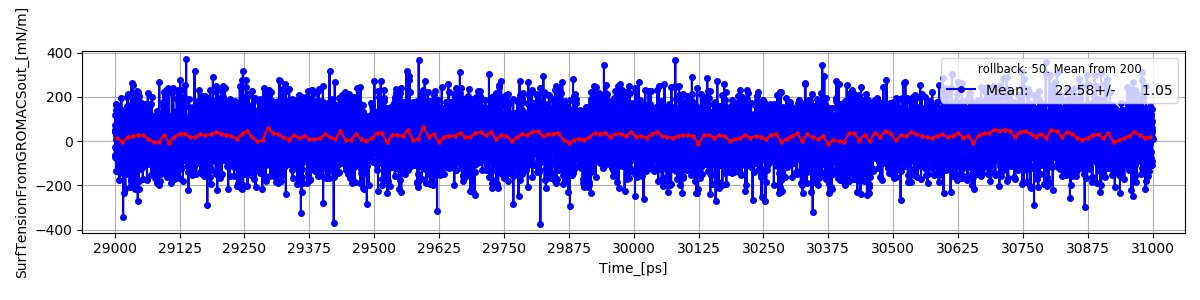 SurfTensionFromGROMACSout_[mN/m]
400
200
0
−200
−400
rollback: 50. Mean from 200
Mean: 22.58+/- 1.05
29000 29125 29250 29375 29500 29625 29750 29875 30000 30125 30250 30375 30500 30625 30750 30875 31000
Time_[ps]